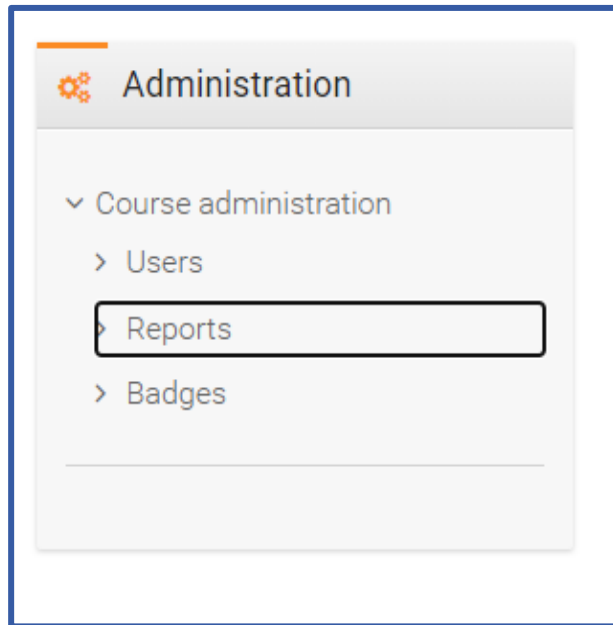 Administration
Course administration
Users
Reports
Badges